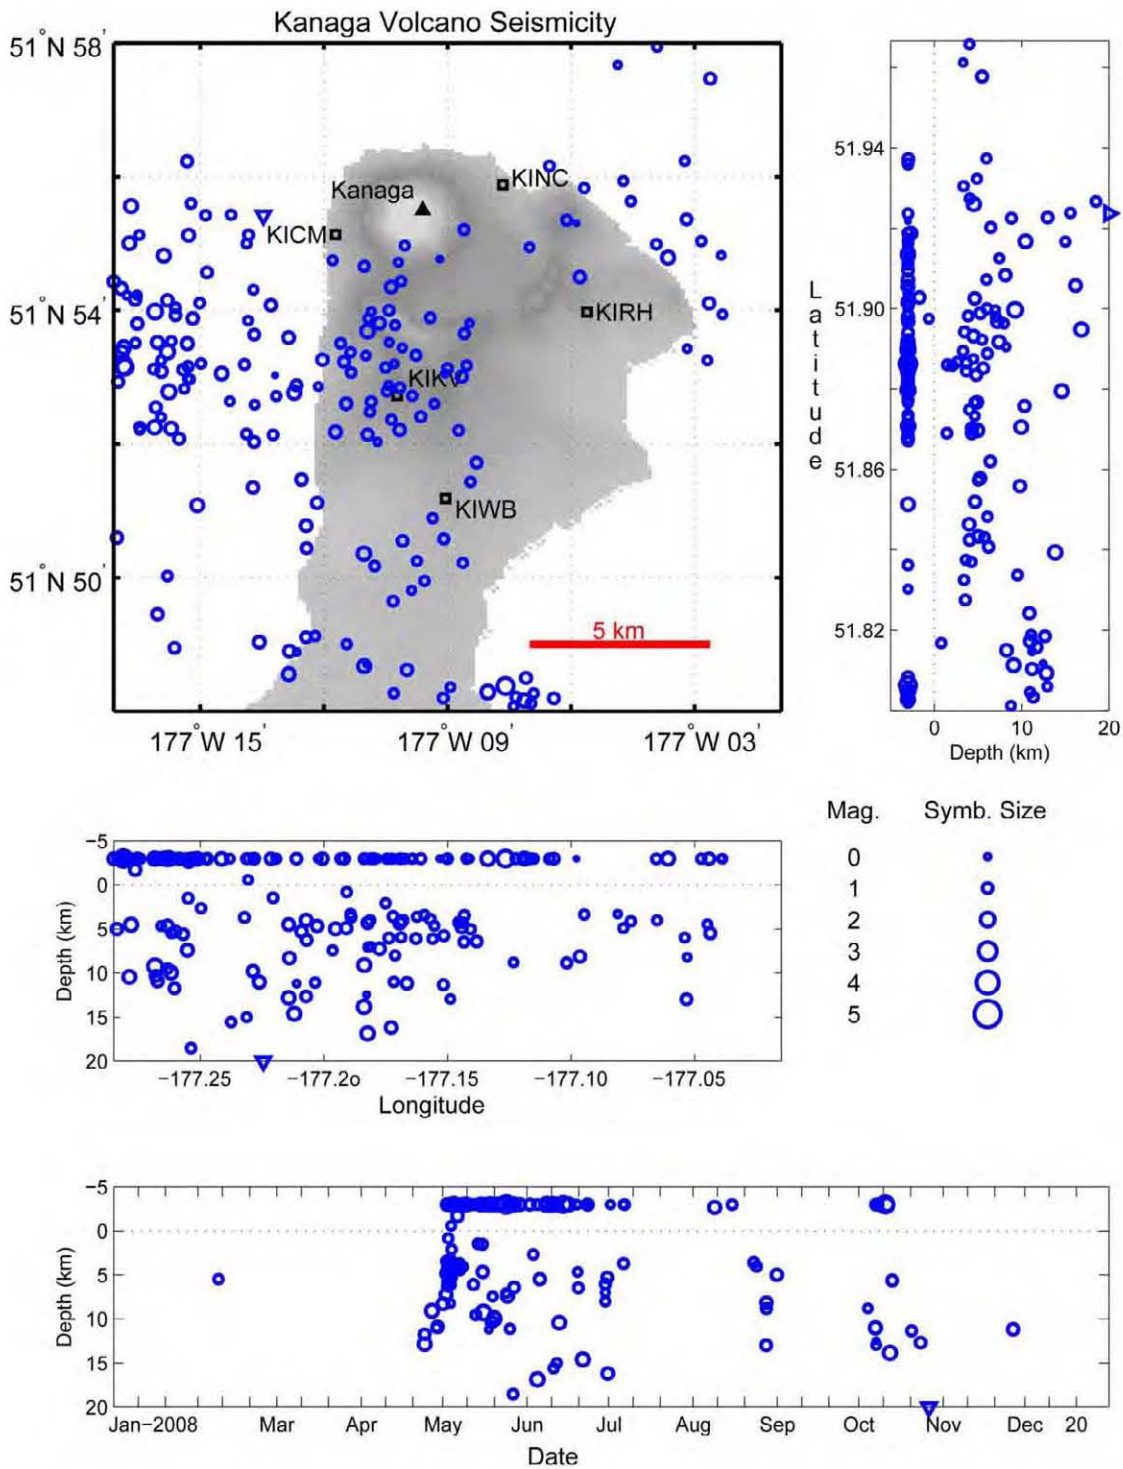 Kanaga Volcano Seismicity
51°N 58'
51°N 54'
51°N 50'
Kanaga
KINC
KICM
KIRH
KIKV
KIWB
5 km
177°W 15'
177°W 09'
177°W 03'
Latitude
51.94
51.90
51.86
51.82
0
10
20
Depth (km)
Mag.
Symb. Size
0
1
2
3
4
5
Depth (km)
−5
0
5
10
15
20
−177.25
−177.2o
−177.15
−177.10
−177.05
Longitude
Depth (km)
−5
0
5
10
15
20
Jan−2008
Mar
Apr
May
Jun
Jul
Aug
Sep
Oct
Nov
Dec
20
Date